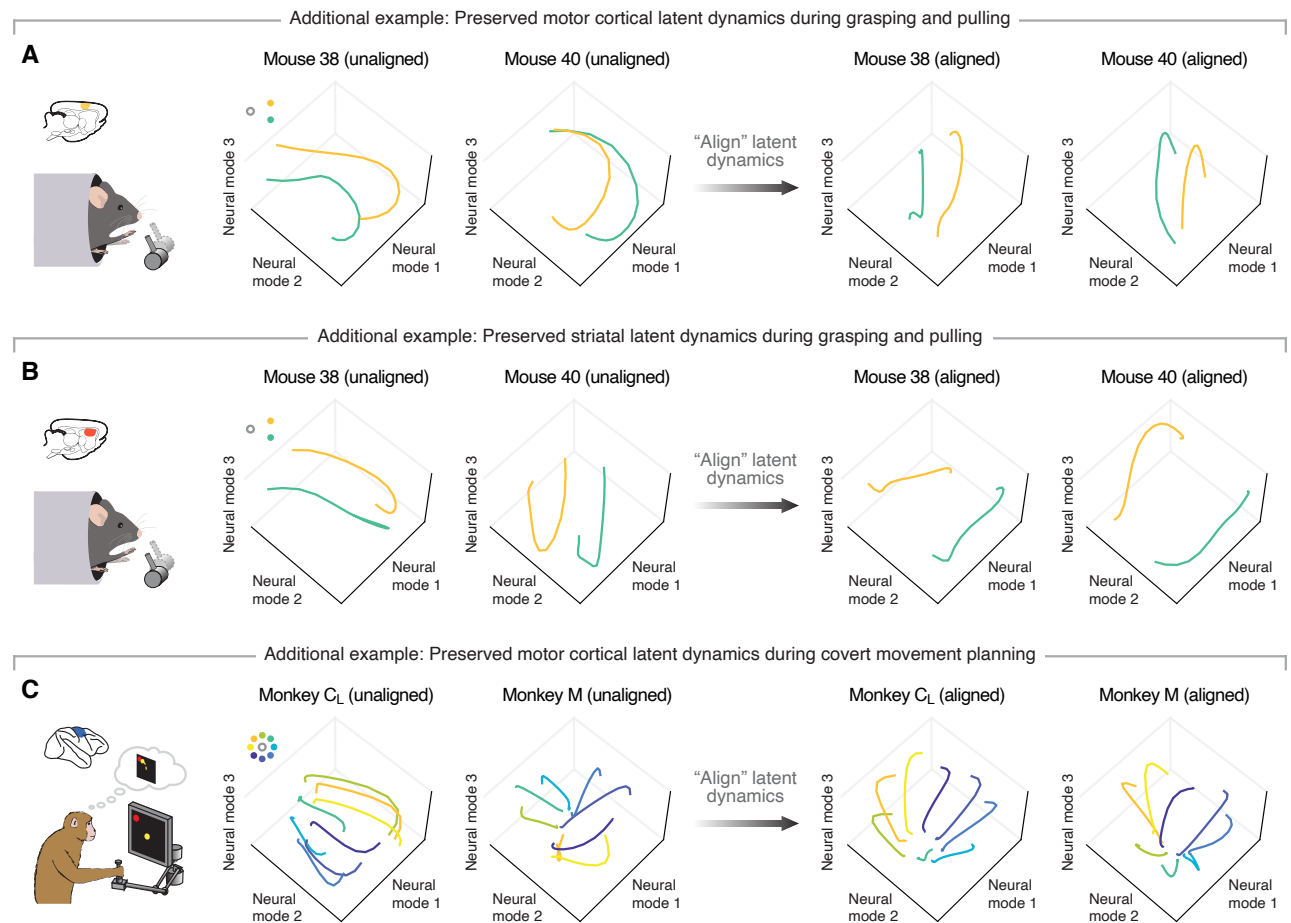 Additional example: Preserved motor cortical latent dynamics during grasping and pulling
A
Mouse 38 (unaligned)
Mouse 40 (unaligned)
Mouse 38 (aligned)
Mouse 40 (aligned)
Neural mode 3
Neural
mode 2
Neural
mode 1
Neural mode 3
Neural
mode 2
Neural
mode 1
“Align” latent
dynamics
Neural mode 3
Neural
mode 2
Neural
mode 1
Neural mode 3
Neural
mode 2
Neural
mode 1
Additional example: Preserved striatal latent dynamics during grasping and pulling
B
Mouse 38 (unaligned)
Mouse 40 (unaligned)
Mouse 38 (aligned)
Mouse 40 (aligned)
Neural mode 3
Neural
mode 2
Neural
mode 1
Neural mode 3
Neural
mode 2
Neural
mode 1
“Align” latent
dynamics
Neural mode 3
Neural
mode 2
Neural
mode 1
Neural mode 3
Neural
mode 2
Neural
mode 1
Additional example: Preserved motor cortical latent dynamics during covert movement planning
C
Monkey CL (unaligned)
Monkey M (unaligned)
Monkey CL (aligned)
Monkey M (aligned)
Neural mode 3
Neural
mode 2
Neural
mode 1
Neural mode 3
Neural
mode 2
Neural
mode 1
“Align” latent
dynamics
Neural mode 3
Neural
mode 2
Neural
mode 1
Neural mode 3
Neural
mode 2
Neural
mode 1